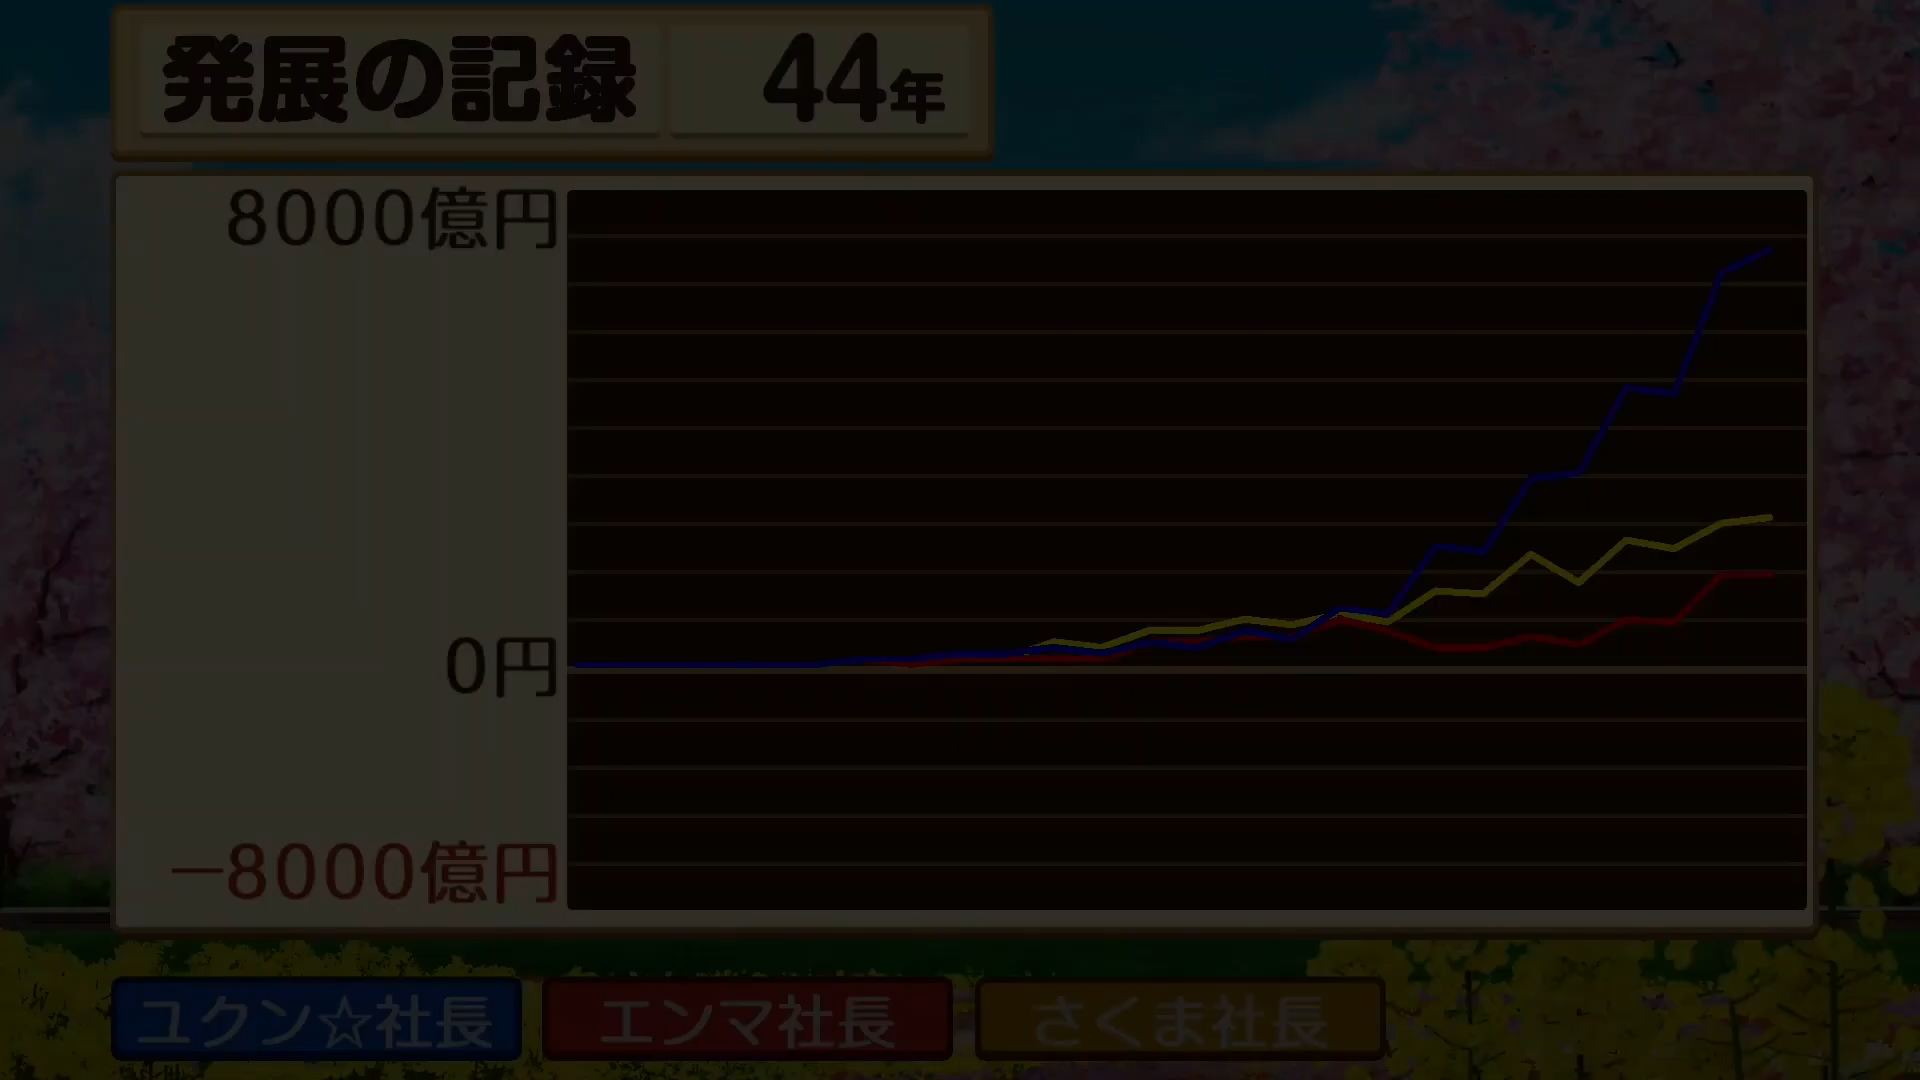 発展の記録 44年
8000億円
0円
－8000億円
ユクン☆社長 エンマ社長 さくま社長